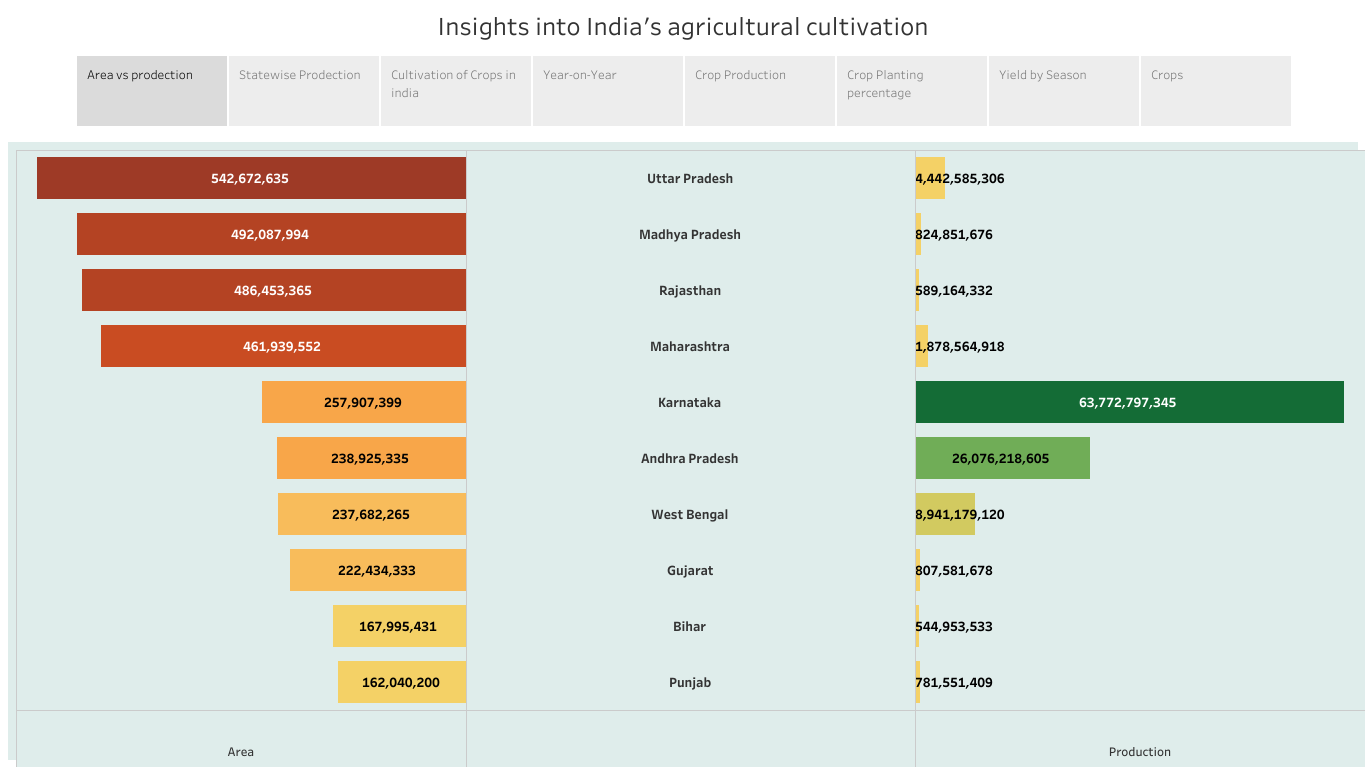 Insights into India's agricultural cultivation
Area vs prodection
Statewise Production
Cultivation of Crops in
india
Year-on-Year
Crop Production
Crop Planting
percentage
Yield by Season
Crops
542,672,635 Uttar Pradesh 4,442,585,306
492,087,994 Madhya Pradesh 824,851,676
486,453,365 Rajasthan 589,164,332
461,939,552 Maharashtra 1,878,564,918
257,907,399 Karnataka 63,772,797,345
238,925,335 Andhra Pradesh 26,076,218,605
237,682,265 West Bengal 8,941,179,120
222,434,333 Gujarat 807,581,678
167,995,431 Bihar 544,953,533
162,040,200 Punjab 781,551,409
Area Production